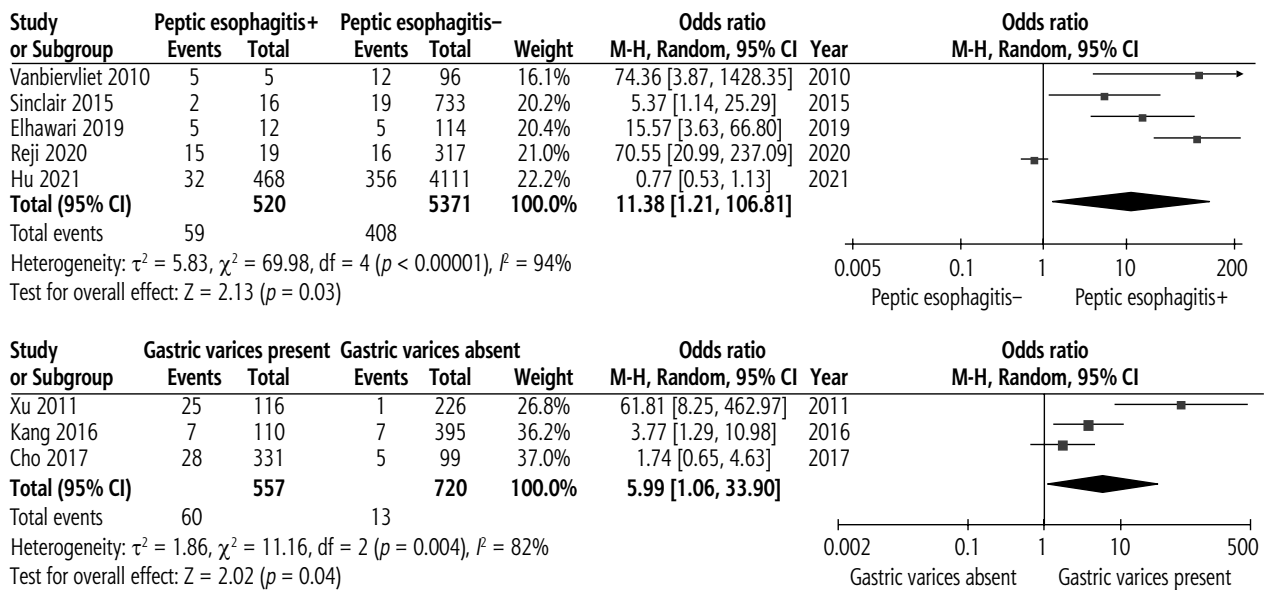 Study Peptic esophagitis+ Peptic esophagitis− Odds ratio Odds ratio
or Subgroup Events Total Events Total Weight M-H, Random, 95% CI Year M-H, Random, 95% CI
Vanbiervliet 2010 5 5 12 96 16.1% 74.36 [3.87, 1428.35] 2010
Sinclair 2015 2 16 19 733 20.2% 5.37 [1.14, 25.29] 2015
Elhawari 2019 5 12 5 114 20.4% 15.57 [3.63, 66.80] 2019
Reji 2020 15 19 16 317 21.0% 70.55 [20.99, 237.09] 2020
Hu 2021 32 468 356 4111 22.2% 0.77 [0.53, 1.13] 2021
Total (95% CI) 520 5371 100.0% 11.38 [1.21, 106.81]
Total events 59 408
Heterogeneity: τ² = 5.83, χ² = 69.98, df = 4 (p < 0.00001), I² = 94%
Test for overall effect: Z = 2.13 (p = 0.03)
0.005 0.1 1 10 200
Peptic esophagitis− Peptic esophagitis+
Study Gastric varices present Gastric varices absent Odds ratio Odds ratio
or Subgroup Events Total Events Total Weight M-H, Random, 95% CI Year M-H, Random, 95% CI
Xu 2011 25 116 1 226 26.8% 61.81 [8.25, 462.97] 2011
Kang 2016 7 110 7 395 36.2% 3.77 [1.29, 10.98] 2016
Cho 2017 28 331 5 99 37.0% 1.74 [0.65, 4.63] 2017
Total (95% CI) 557 720 100.0% 5.99 [1.06, 33.90]
Total events 60 13
Heterogeneity: τ² = 1.86, χ² = 11.16, df = 2 (p = 0.004), I² = 82%
Test for overall effect: Z = 2.02 (p = 0.04)
0.002 0.1 1 10 500
Gastric varices absent Gastric varices present